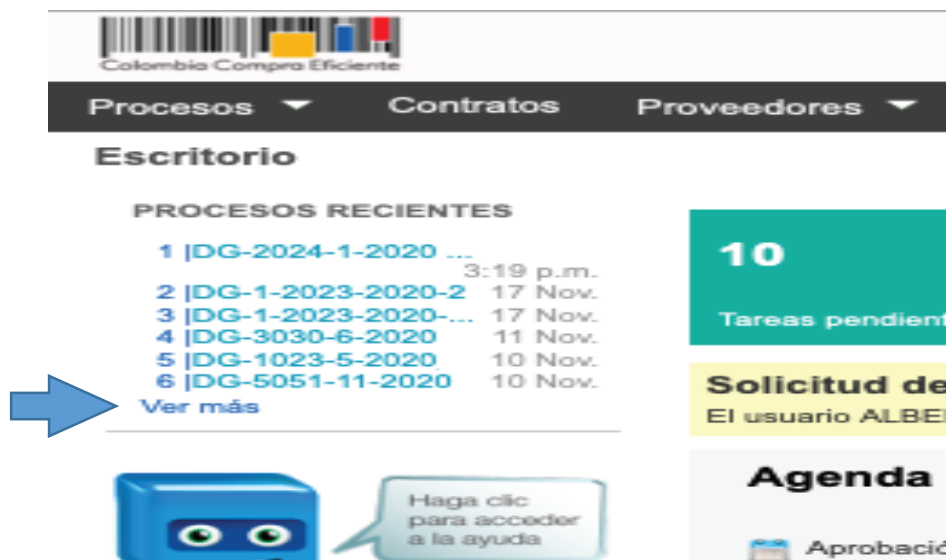 Colombia Compra Eficiente
Procesos Contratos Proveedores
Escritorio
PROCESOS RECIENTES
1 |DG-2024-1-2020 ...
3:19 p.m.
2 |DG-1-2023-2020-2 17 Nov.
3 |DG-1-2023-2020-... 17 Nov.
4 |DG-3030-6-2020 11 Nov.
5 |DG-1023-5-2020 10 Nov.
6 |DG-5051-11-2020 10 Nov.
Ver más
Haga clic
para acceder
a la ayuda
10
Tareas pendient
Solicitud de
El usuario ALBE
Agenda
Aprobació